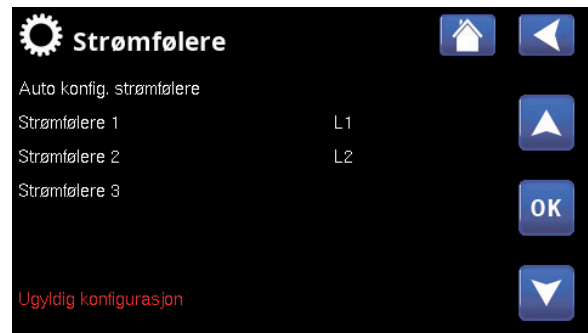 Strømfølere
Auto konfig. strømfølere
Strømfølere 1 L1
Strømfølere 2 L2
Strømfølere 3
OK
Ugyldig konfigurasjon